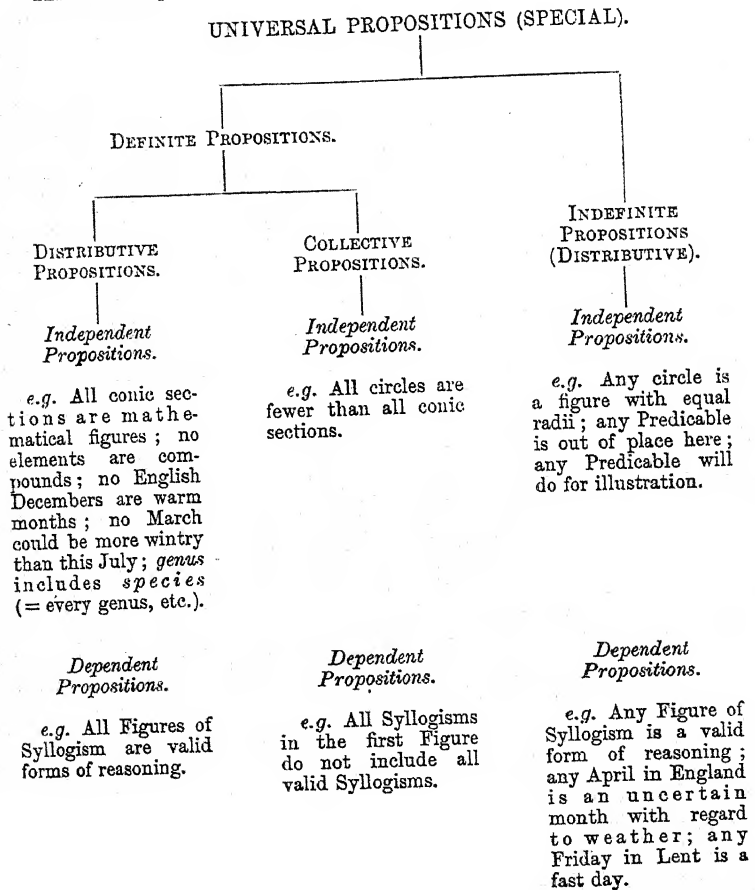 UNIVERSAL PROPOSITIONS (SPECIAL).
DEFINITE PROPOSITIONS.
DISTRIBUTIVE
PROPOSITIONS.
Independent
Propositions.
e.g. All conic sec-
tions are mathe-
matical figures ; no
elements are com-
pounds ; no English
Decembers are warm
months ; no March
could be more wintry
than this July ; genus
includes species
(= every genus, etc.).
Dependent
Propositions.
e.g. All Figures of
Syllogism are valid
forms of reasoning.
COLLECTIVE
PROPOSITIONS.
Independent
Propositions.
e.g. All circles are
fewer than all conic
sections.
Dependent
Propositions.
e.g. All Syllogisms
in the first Figure
do not include all
valid Syllogisms.
INDEFINITE
PROPOSITIONS
(DISTRIBUTIVE).
Independent
Propositions.
e.g. Any circle is
a figure with equal
radii ; any Predicable
is out of place here ;
any Predicable will
do for illustration.
Dependent
Propositions.
e.g. Any Figure of
Syllogism is a valid
form of reasoning ;
any April in England
is an uncertain
month with regard
to weather ; any
Friday in Lent is a
fast day.